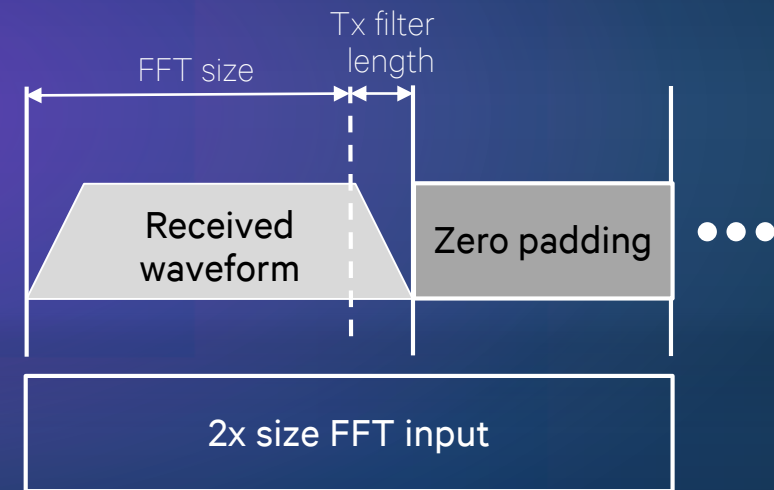 Tx filter
length
FFT size
Received
waveform
Zero padding
2x size FFT input